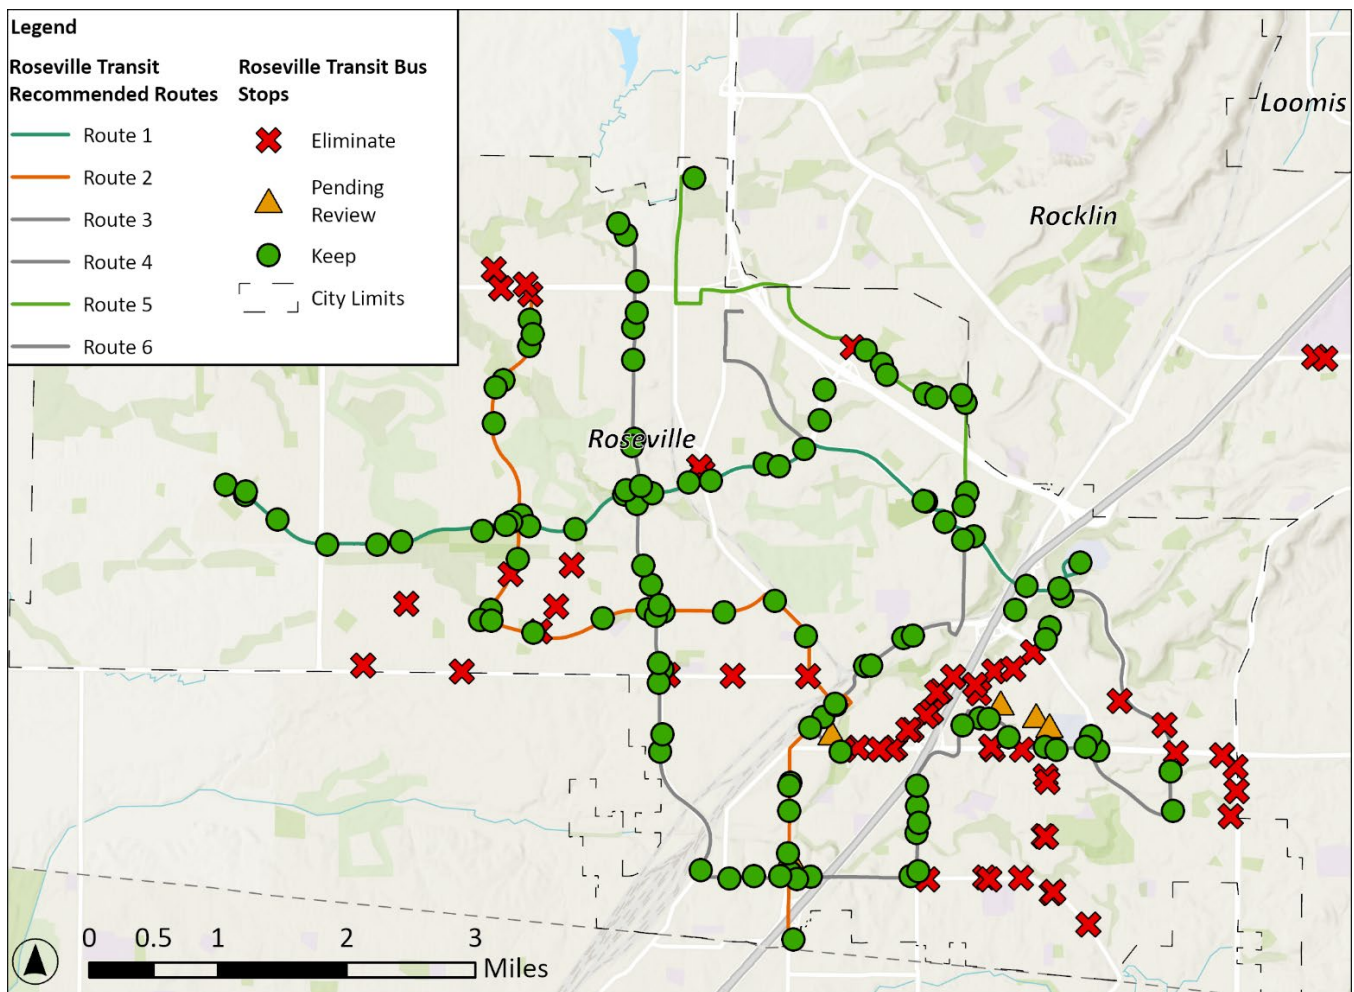 Legend
Roseville Transit
Recommended Routes
Route 1
Route 2
Route 3
Route 4
Route 5
Route 6
Roseville Transit Bus
Stops
Eliminate
Pending
Review
Keep
City Limits
Loomis
Rocklin
Roseville
0 0.5 1 2 3
Miles